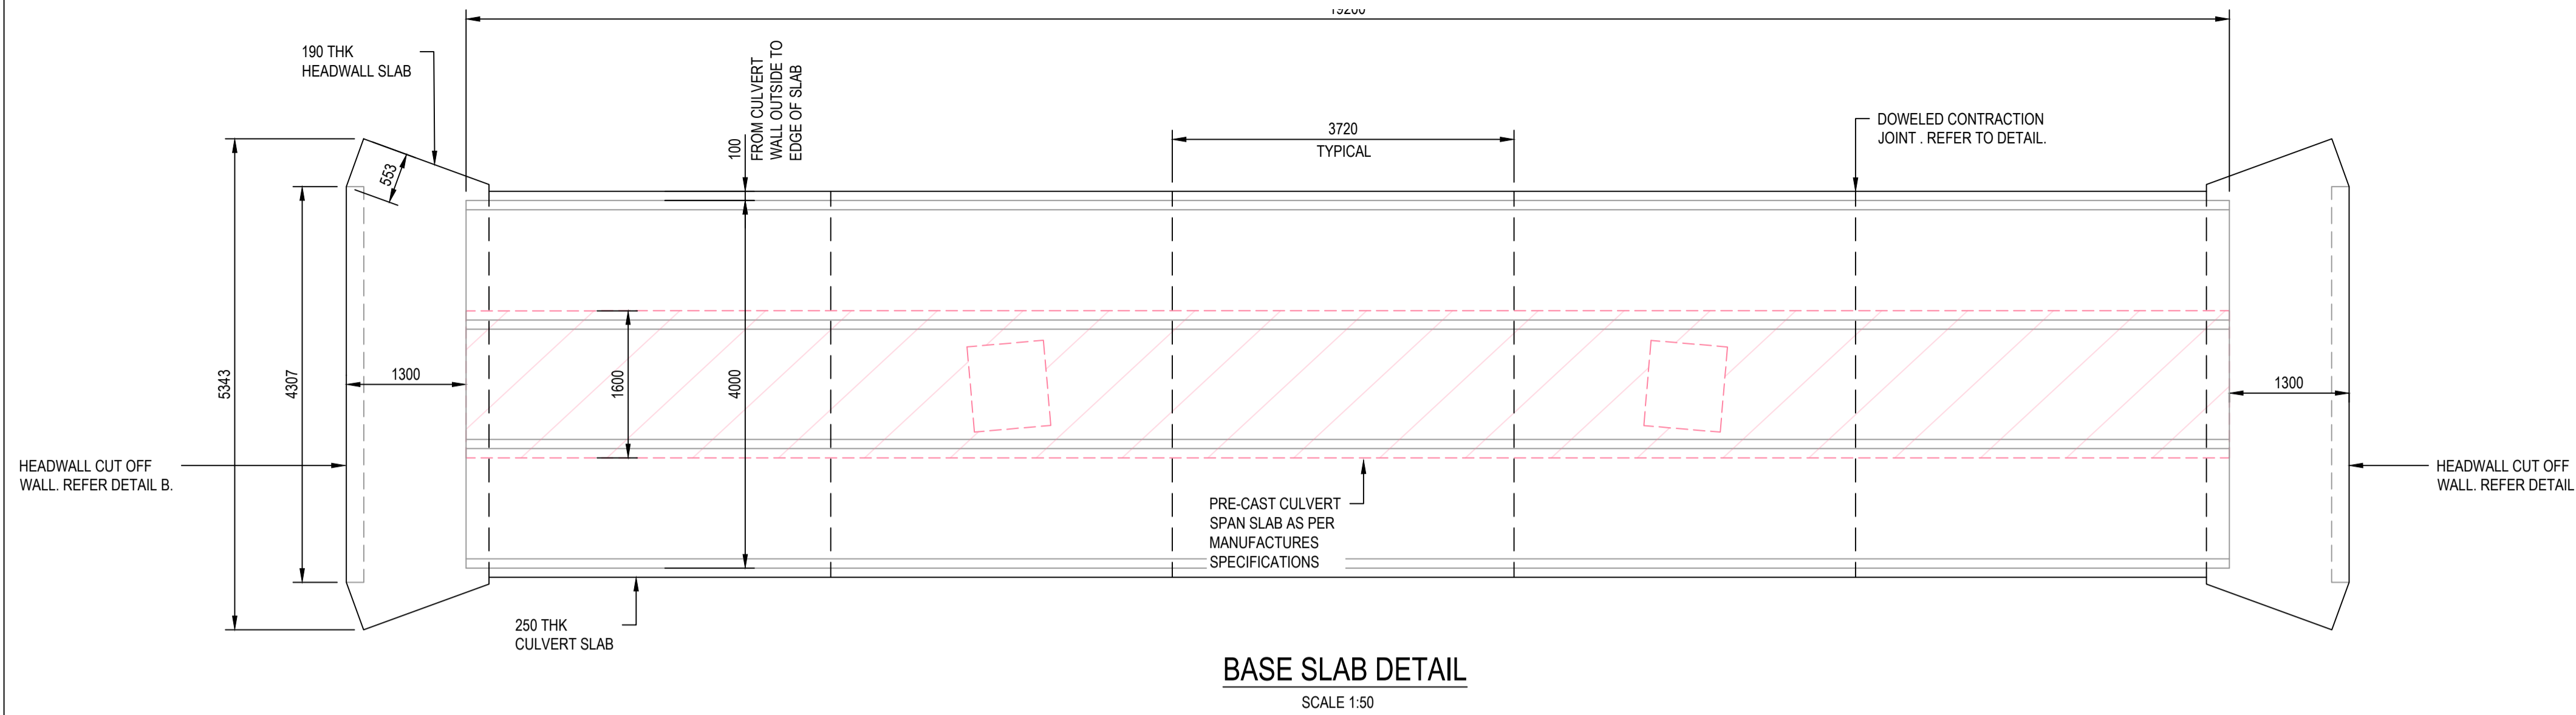 19200
190 THK
HEADWALL SLAB
100
FROM CULVERT
WALL OUTSIDE TO
EDGE OF SLAB
3720
TYPICAL
DOWELED CONTRACTION
JOINT . REFER TO DETAIL.
553
5343
4307
1300
1600
4000
1300
HEADWALL CUT OFF
WALL. REFER DETAIL B.
PRE-CAST CULVERT
SPAN SLAB AS PER
MANUFACTURES
SPECIFICATIONS
HEADWALL CUT OFF
WALL. REFER DETAIL
250 THK
CULVERT SLAB
BASE SLAB DETAIL
SCALE 1:50